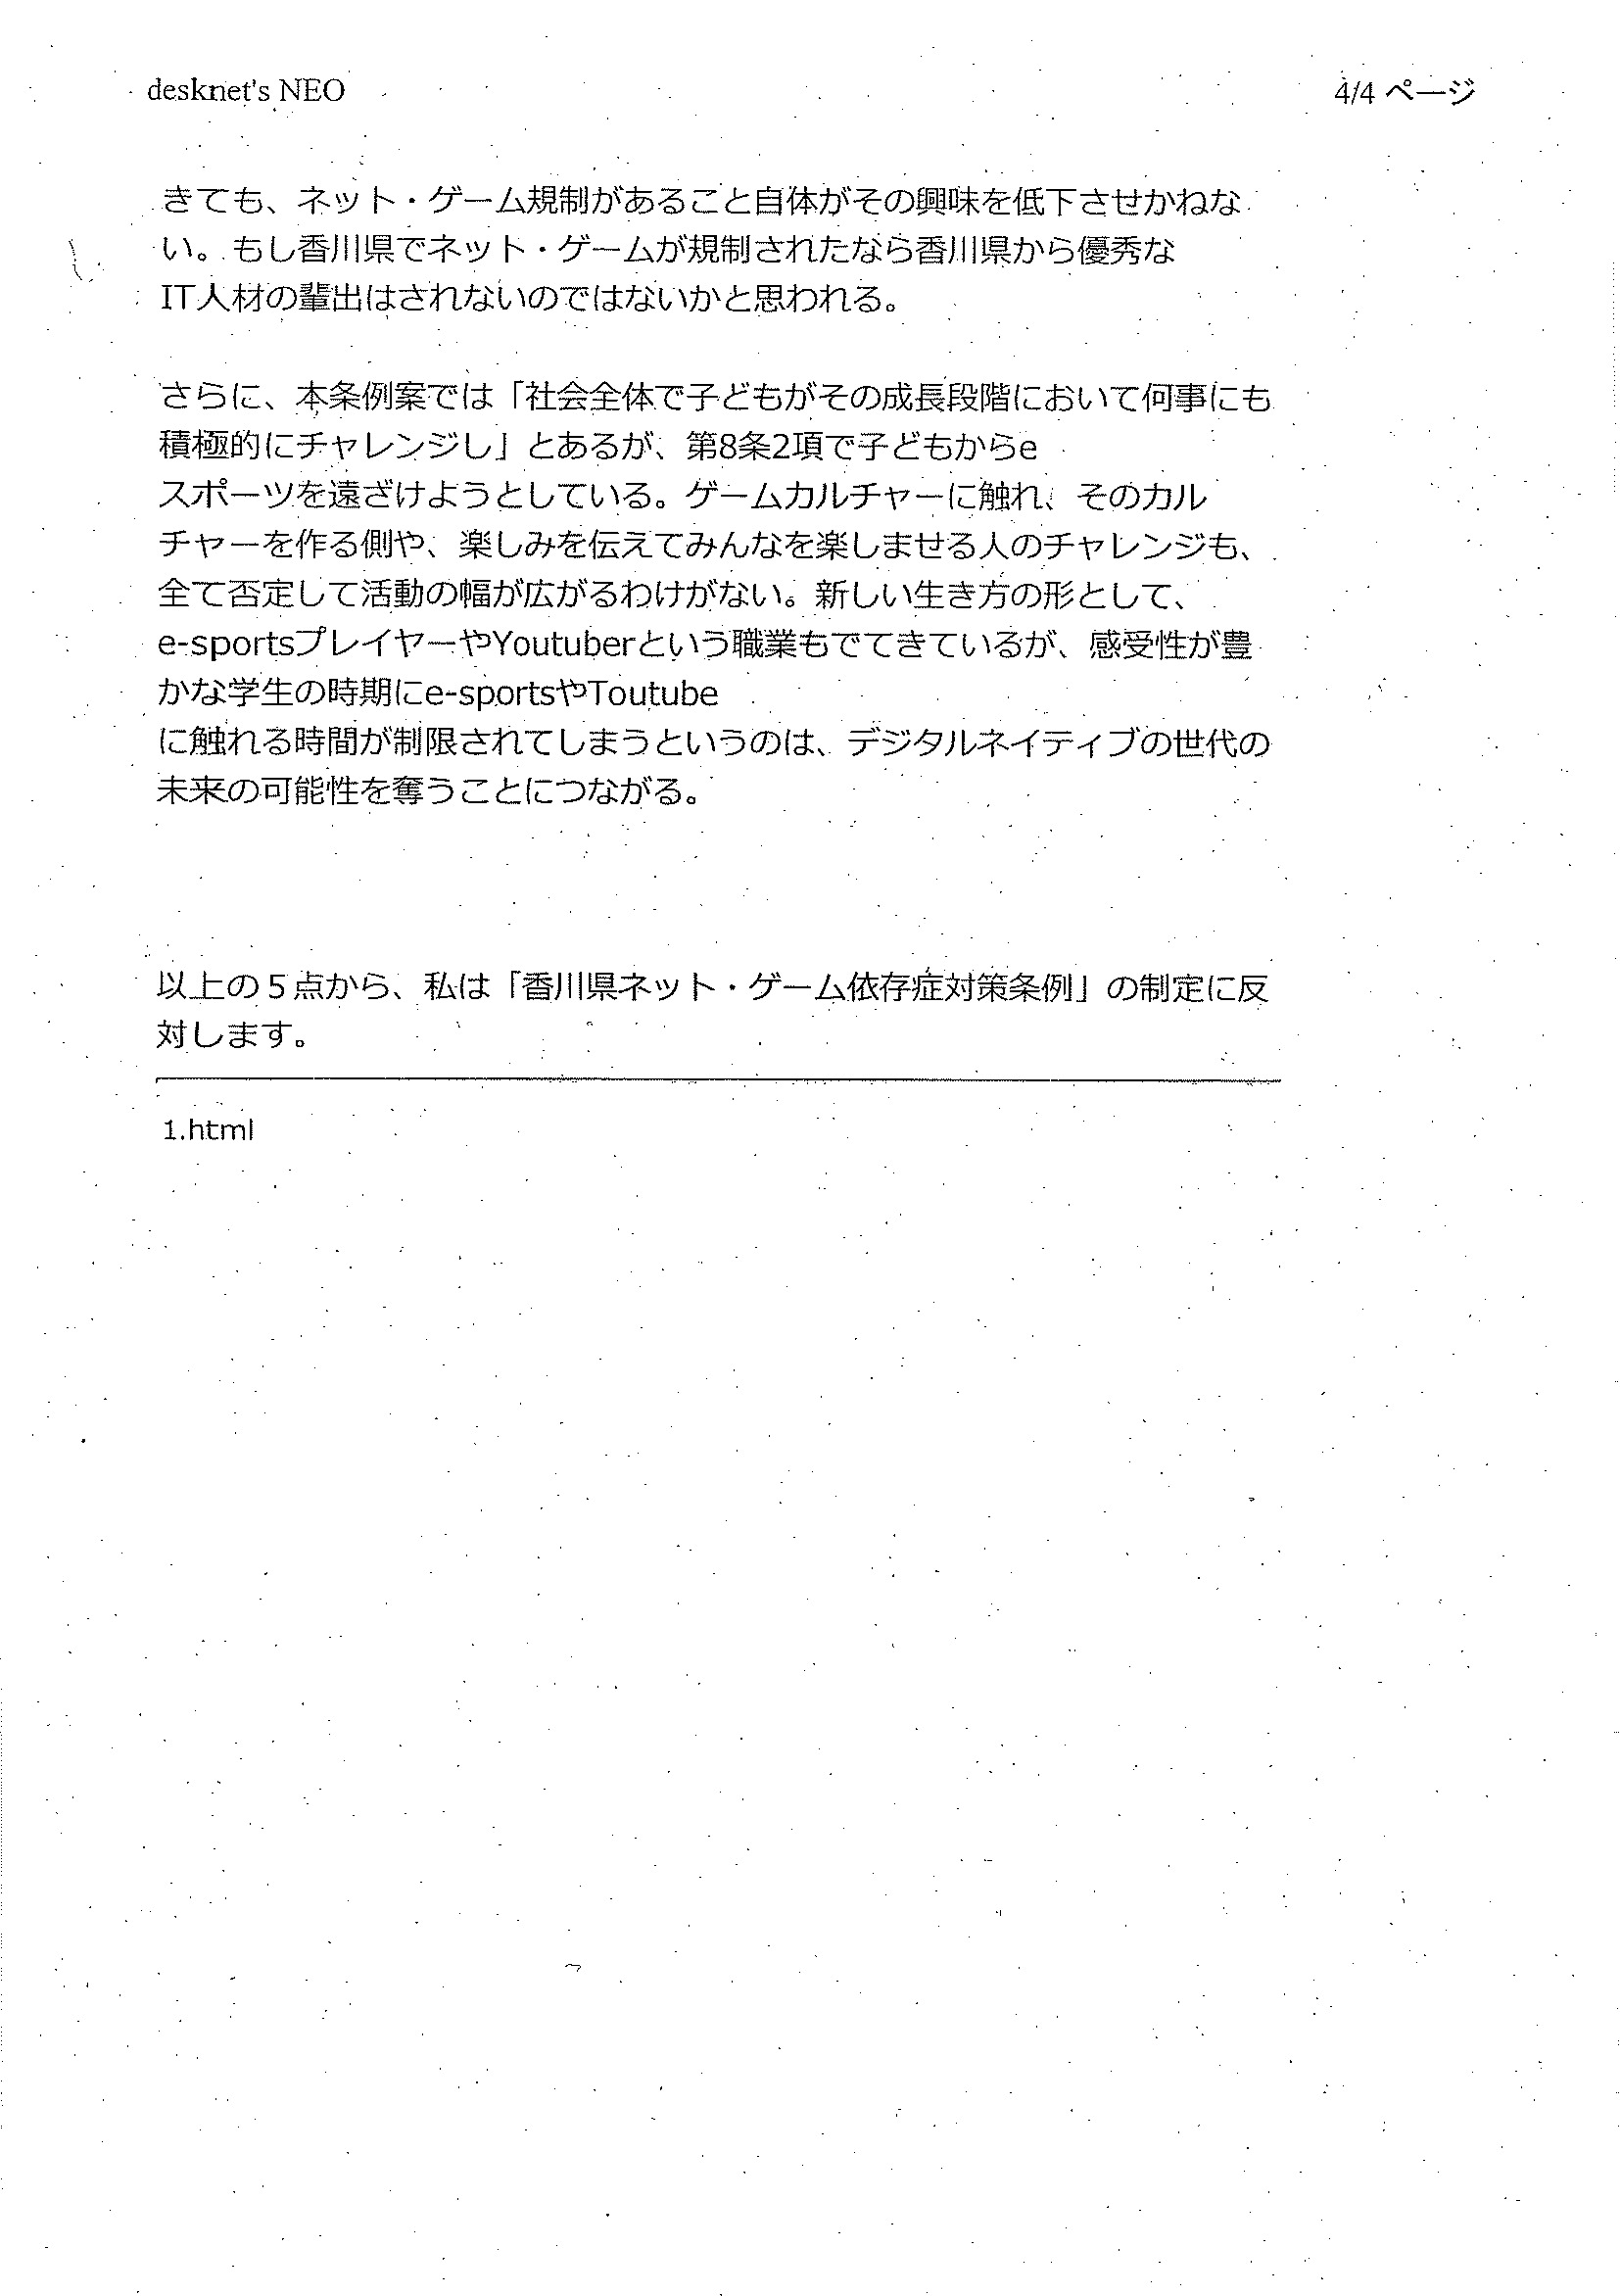 desknet's NEO
4/4 ページ
きても、ネット・ゲーム規制があること自体がその興味を低下させかねな
い。もし香川県でネット・ゲームが規制されたなら香川県から優秀な
IT人材の輩出はされないのではないかと思われる。
さらに、本条例案では「社会全体で子どもがその成長段階において何事にも
積極的にチャレンジし」とあるが、第8条2項で子どもからe
スポーツを遠ざけようとしている。ゲームカルチャーに触れ、そのカル
チャーを作る側や、楽しみを伝えてみんなを楽しませる人のチャレンジも、
全て否定して活動の幅が広がるわけがない。新しい生き方の形として、
e-sportsプレイヤーやYoutuberという職業もでてきているが、感受性が豊
かな学生の時期にe-sportsやToutube
に触れる時間が制限されてしまうというのは、デジタルネイティブの世代の
未来の可能性を奪うことにつながる。
以上の５点から、私は「香川県ネット・ゲーム依存症対策条例」の制定に反
対します。
1.html